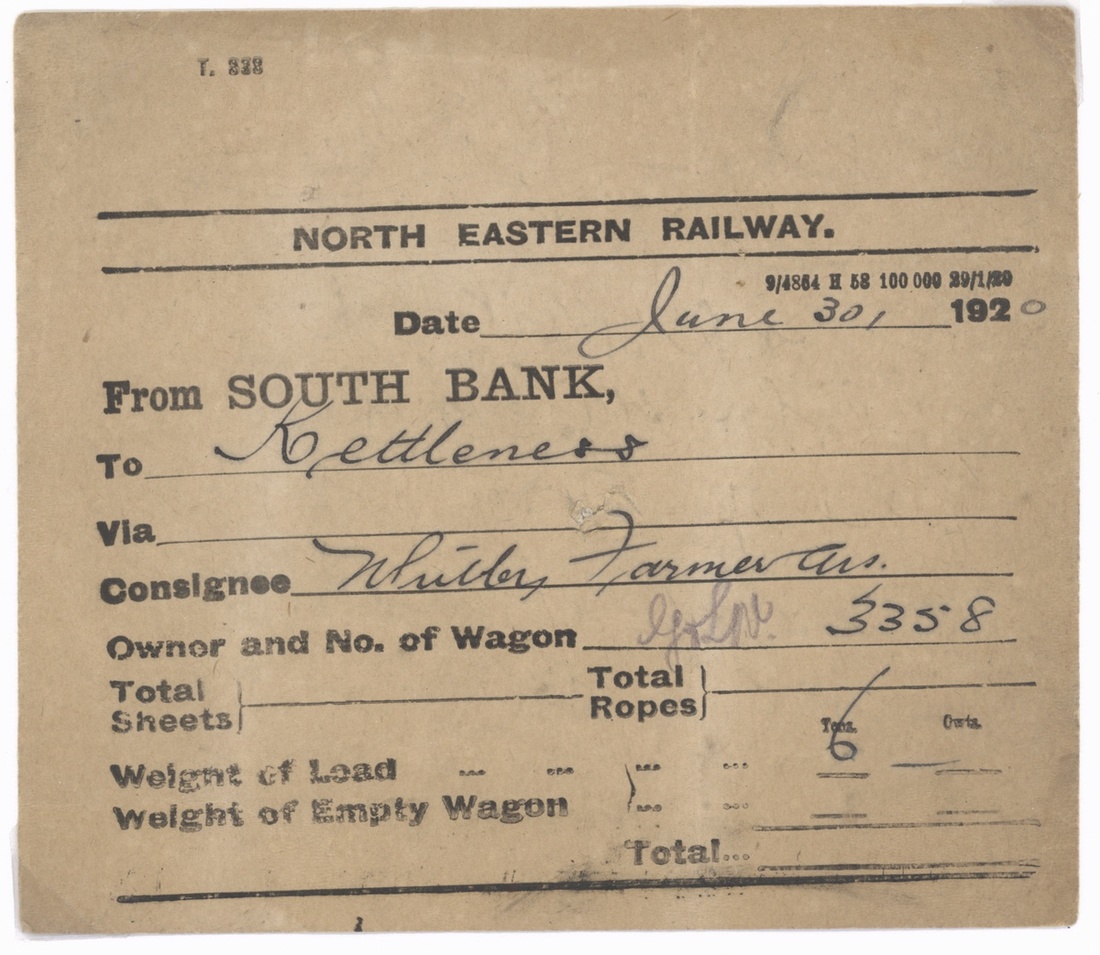 T. 323
NORTH EASTERN RAILWAY.
9/4864 H 58 100 000 29/1/20
Date June 30, 1920
From SOUTH BANK,
To Kettleness
Via
Consignee Whitby Farmer Ass.
Owner and No. of Wagon 3358
Total Sheets Total Ropes
Tons. Cwts.
Weight of Load ... ... ... ... 6 —
Weight of Empty Wagon ... ...
Total...